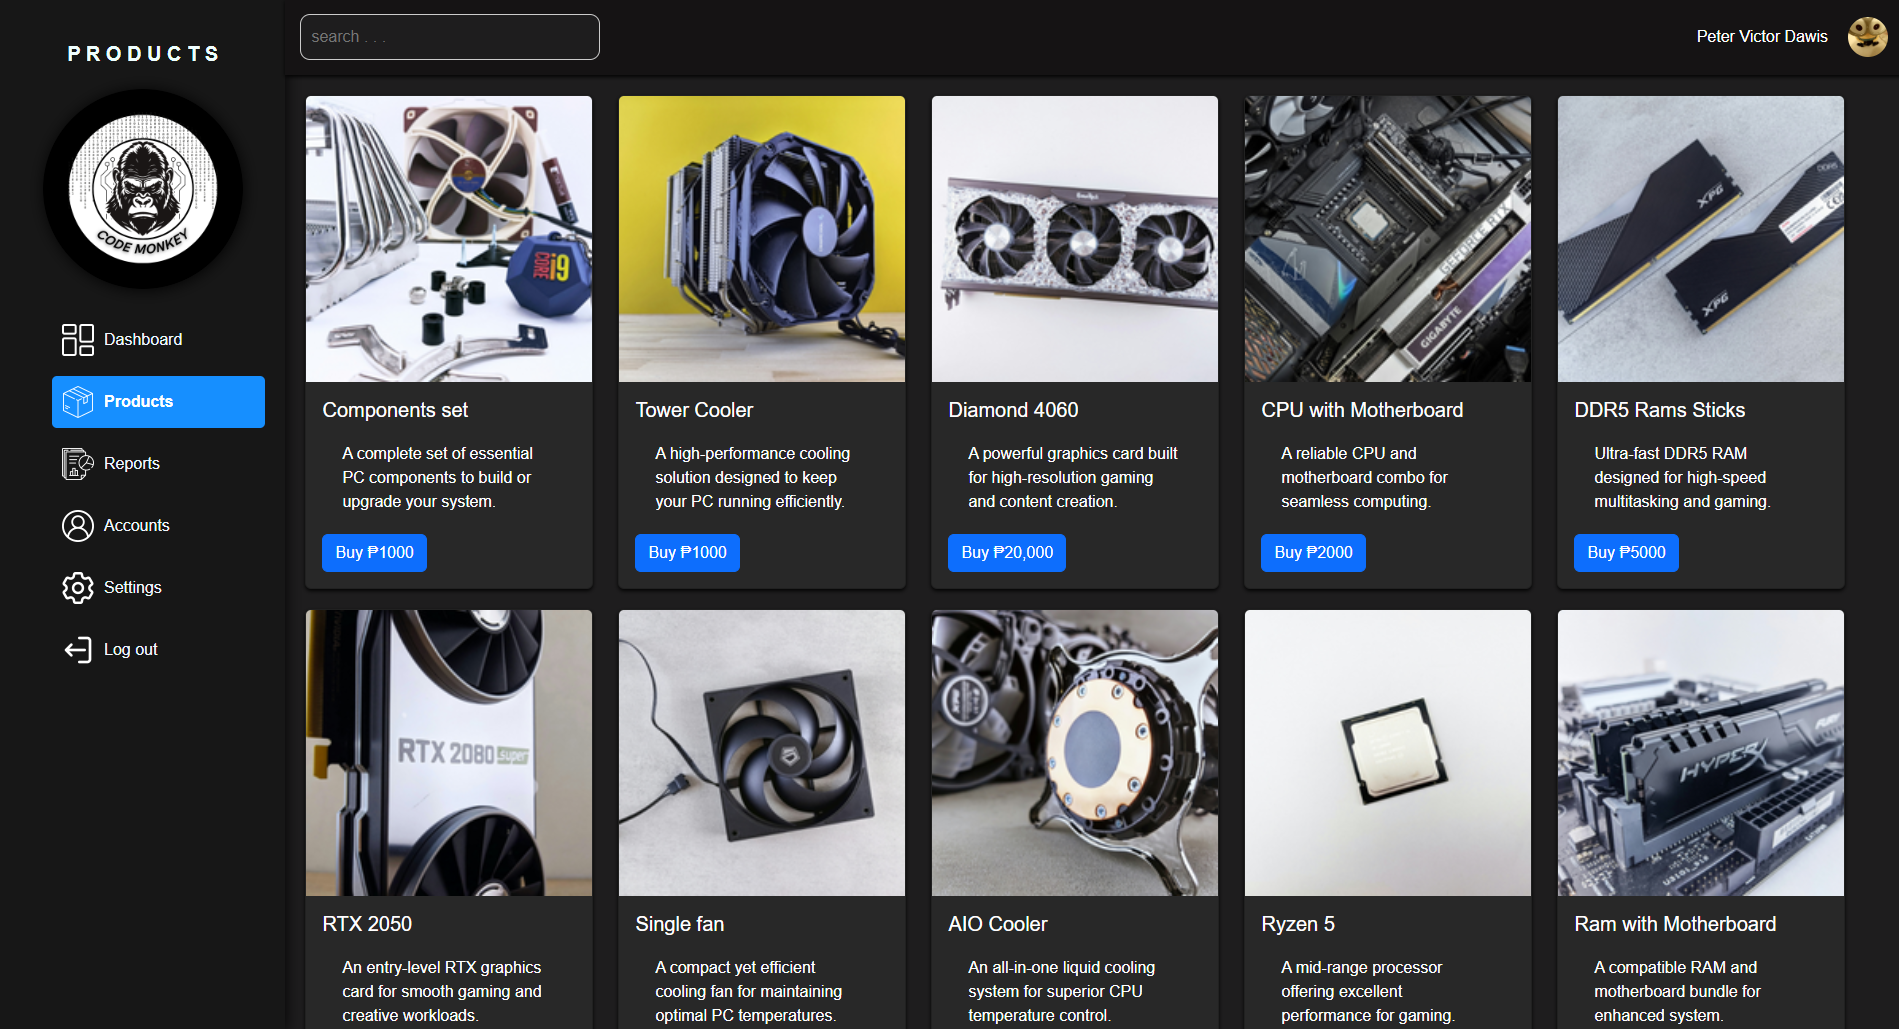 PRODUCTS
CODE MONKEY
Dashboard
Products
Reports
Accounts
Settings
Log out
search . . .
Peter Victor Dawis
CORE
i9
GEFORCE RTX
GIGABYTE
XPG
DDR5
XPG
Components set
A complete set of essential
PC components to build or
upgrade your system.
Buy ₱1000
Tower Cooler
A high-performance cooling
solution designed to keep
your PC running efficiently.
Buy ₱1000
Diamond 4060
A powerful graphics card built
for high-resolution gaming
and content creation.
Buy ₱20,000
CPU with Motherboard
A reliable CPU and
motherboard combo for
seamless computing.
Buy ₱2000
DDR5 Rams Sticks
Ultra-fast DDR5 RAM
designed for high-speed
multitasking and gaming.
Buy ₱5000
RTX 2080 super
HYPERX
FURY
RTX 2050
An entry-level RTX graphics
card for smooth gaming and
creative workloads.
Single fan
A compact yet efficient
cooling fan for maintaining
optimal PC temperatures.
AIO Cooler
An all-in-one liquid cooling
system for superior CPU
temperature control.
Ryzen 5
A mid-range processor
offering excellent
performance for gaming.
Ram with Motherboard
A compatible RAM and
motherboard bundle for
enhanced system.